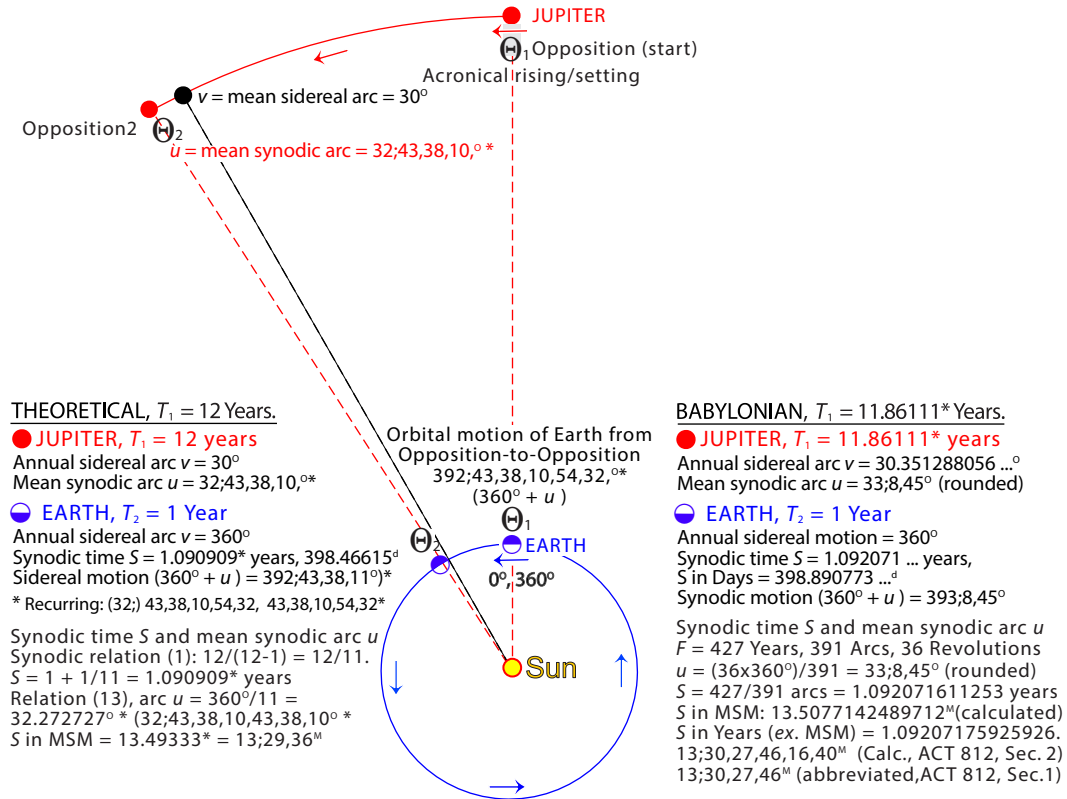 JUPITER
Θ1 Opposition (start)
Acronical rising/setting
v = mean sidereal arc = 30°
Opposition2 Θ2
u = mean synodic arc = 32;43,38,10,° *
THEORETICAL, T1 = 12 Years.
JUPITER, T1 = 12 years
Annual sidereal arc v = 30°
Mean synodic arc u = 32;43,38,10,°*
EARTH, T2 = 1 Year
Annual sidereal arc v = 360°
Synodic time S = 1.090909* years, 398.46615d
Sidereal motion (360° + u ) = 392;43,38,11°)*
* Recurring: (32;) 43,38,10,54,32, 43,38,10,54,32*
Synodic time S and mean synodic arc u
Synodic relation (1): 12/(12-1) = 12/11.
S = 1 + 1/11 = 1.090909* years
Relation (13), arc u = 360°/11 =
32.272727° * (32;43,38,10,43,38,10° *
S in MSM = 13.49333* = 13;29,36M
Orbital motion of Earth from
Opposition-to-Opposition
392;43,38,10,54,32,°*
(360° + u )
Θ1
Θ2
EARTH
0°, 360°
Sun
BABYLONIAN, T1 = 11.86111* Years.
JUPITER, T1 = 11.86111* years
Annual sidereal arc v = 30.351288056 ...°
Mean synodic arc u = 33;8,45° (rounded)
EARTH, T2 = 1 Year
Annual sidereal motion = 360°
Synodic time S = 1.092071 ... years,
S in Days = 398.890773 ...d
Synodic motion (360° + u ) = 393;8,45°
Synodic time S and mean synodic arc u
F = 427 Years, 391 Arcs, 36 Revolutions
u = (36x360°)/391 = 33;8,45° (rounded)
S = 427/391 arcs = 1.092071611253 years
S in MSM: 13.5077142489712M(calculated)
S in Years (ex. MSM) = 1.09207175925926.
13;30,27,46,16,40M (Calc., ACT 812, Sec. 2)
13;30,27,46M (abbreviated,ACT 812, Sec.1)